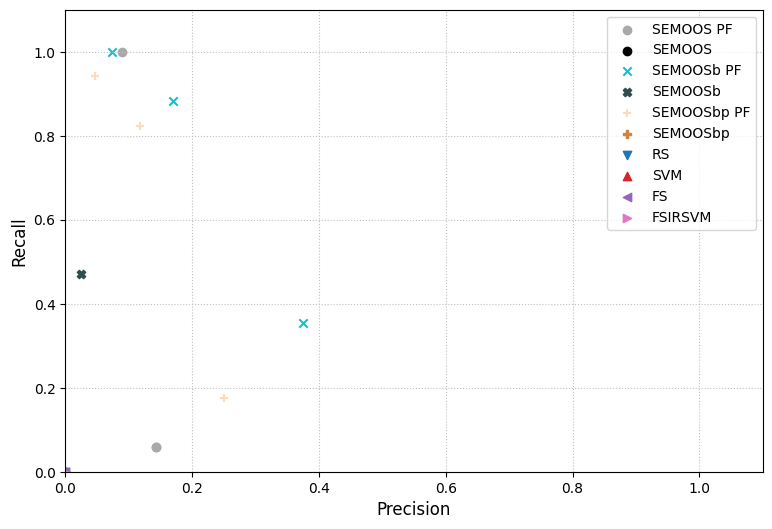 SEMOOS PF
SEMOOS
SEMOOSb PF
SEMOOSb
SEMOOSbp PF
SEMOOSbp
RS
SVM
FS
FSIRSVM
1.0
0.8
0.6
0.4
0.2
0.0
Recall
0.0 0.2 0.4 0.6 0.8 1.0
Precision